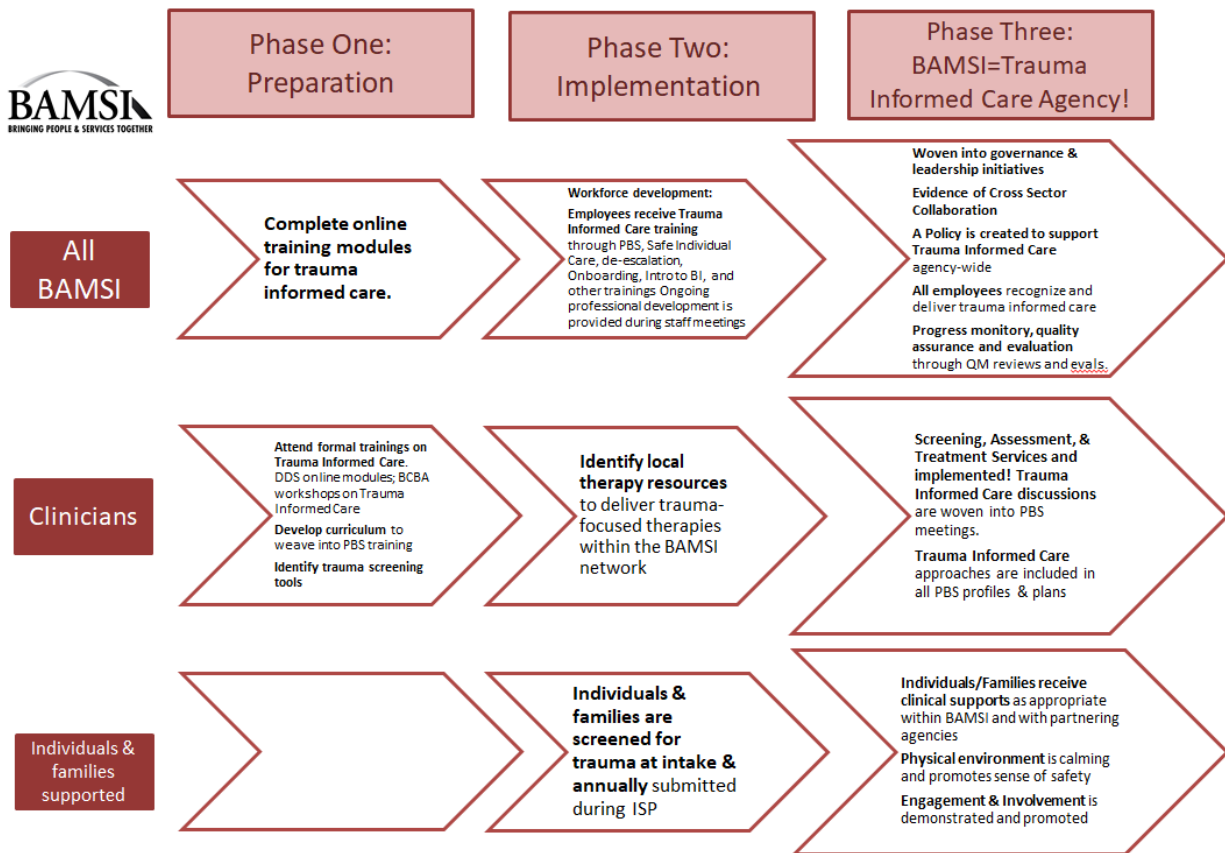 Phase One:
Preparation
Phase Two:
Implementation
Phase Three:
BAMSI=Trauma
Informed Care Agency!
BAMSI
BRINGING PEOPLE & SERVICES TOGETHER
All
BAMSI
Complete online
training modules
for trauma
informed care.
Workforce development:
Employees receive Trauma
Informed Care training
through PBS, Safe Individual
Care, de-escalation,
Onboarding, Intro to BI, and
other trainings Ongoing
professional development is
provided during staff meetings
Woven into governance &
leadership initiatives
Evidence of Cross Sector
Collaboration
A Policy is created to support
Trauma Informed Care
agency-wide
All employees recognize and
deliver trauma informed care
Progress monitory, quality
assurance and evaluation
through QM reviews and evals.
Clinicians
Attend formal trainings on
Trauma Informed Care.
DDS online modules; BCBA
workshops on Trauma
Informed Care
Develop curriculum to
weave into PBS training
Identify trauma screening
tools
Identify local
therapy resources
to deliver trauma-
focused therapies
within the BAMSI
network
Screening, Assessment, &
Treatment Services and
implemented! Trauma
Informed Care discussions
are woven into PBS
meetings.
Trauma Informed Care
approaches are included in
all PBS profiles & plans
Individuals &
families
supported
Individuals &
families are
screened for
trauma at intake &
annually submitted
during ISP
Individuals/Families receive
clinical supports as appropriate
within BAMSI and with partnering
agencies
Physical environment is calming
and promotes sense of safety
Engagement & Involvement is
demonstrated and promoted